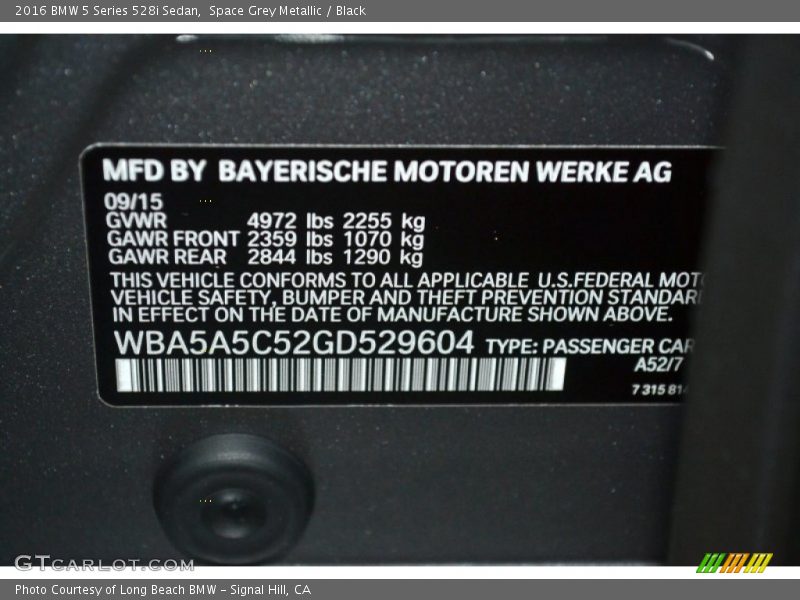 2016 BMW 5 Series 528i Sedan, Space Grey Metallic / Black
MFD BY BAYERISCHE MOTOREN WERKE AG
09/15
GVWR 4972 lbs 2255 kg
GAWR FRONT 2359 lbs 1070 kg
GAWR REAR 2844 lbs 1290 kg
THIS VEHICLE CONFORMS TO ALL APPLICABLE U.S.FEDERAL
VEHICLE SAFETY, BUMPER AND THEFT PREVENTION
IN EFFECT ON THE DATE OF MANUFACTURE SHOWN ABOVE.
WBA5A5C52GD529604 TYPE: PASSENGER CAR
A52/7
7 315
GTCARLOT.COM
Photo Courtesy of Long Beach BMW - Signal Hill, CA